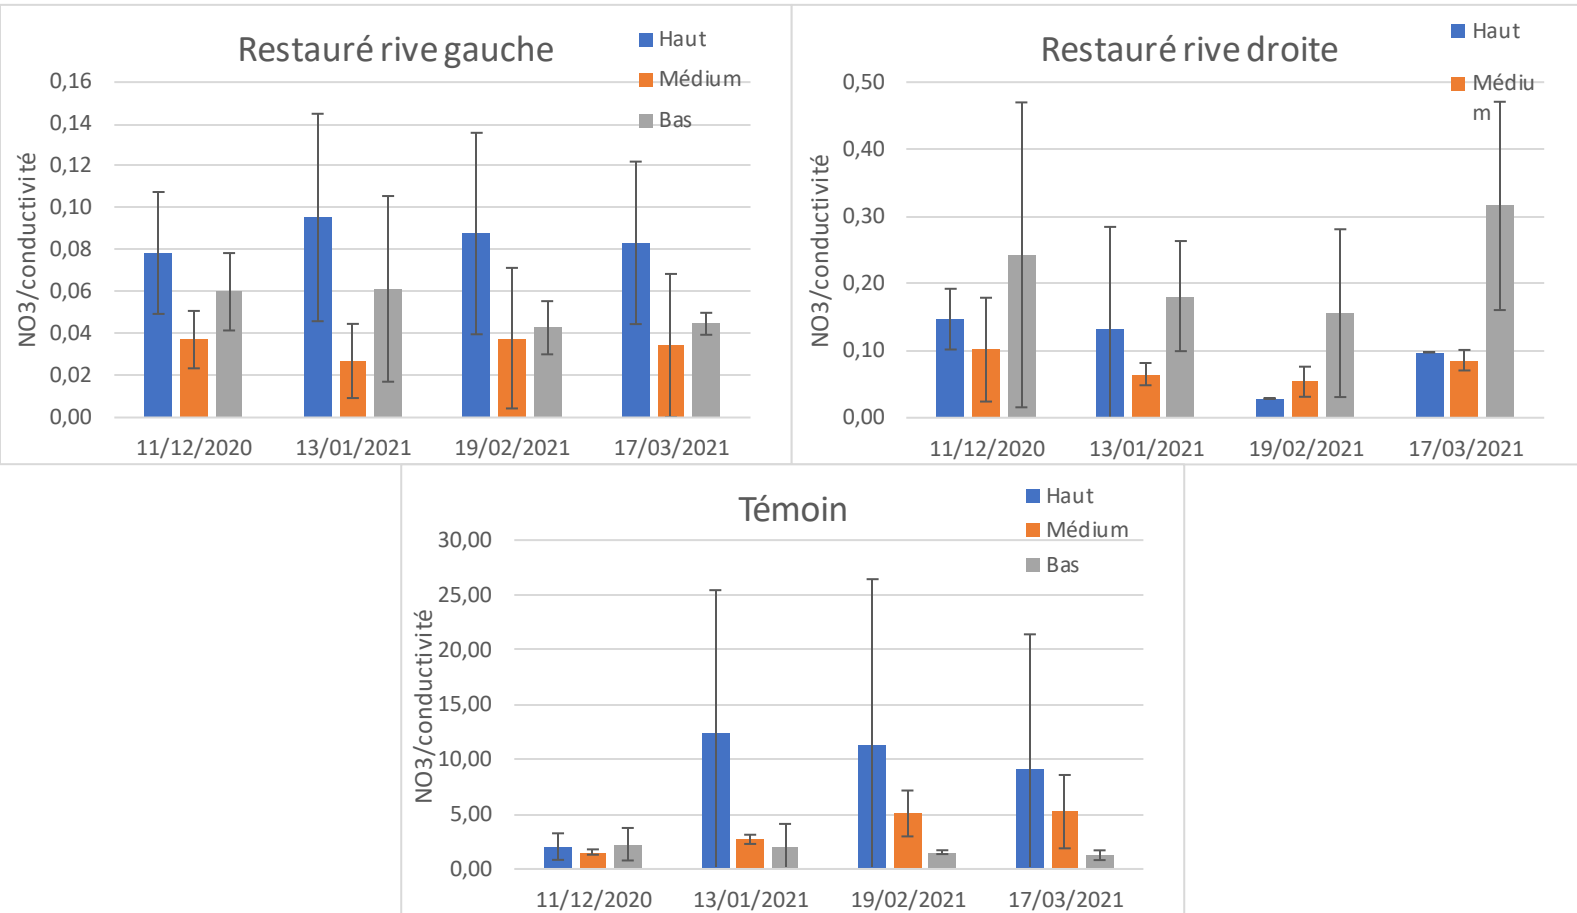 Restauré rive gauche
Haut
Médium
Bas
NO3/conductivité
0,16
0,14
0,12
0,10
0,08
0,06
0,04
0,02
0,00
11/12/2020
13/01/2021
19/02/2021
17/03/2021
Restauré rive droite
Haut
Médiu
m
NO3/conductivité
0,50
0,40
0,30
0,20
0,10
0,00
11/12/2020
13/01/2021
19/02/2021
17/03/2021
Témoin
Haut
Médium
Bas
NO3/conductivité
30,00
25,00
20,00
15,00
10,00
5,00
0,00
11/12/2020
13/01/2021
19/02/2021
17/03/2021